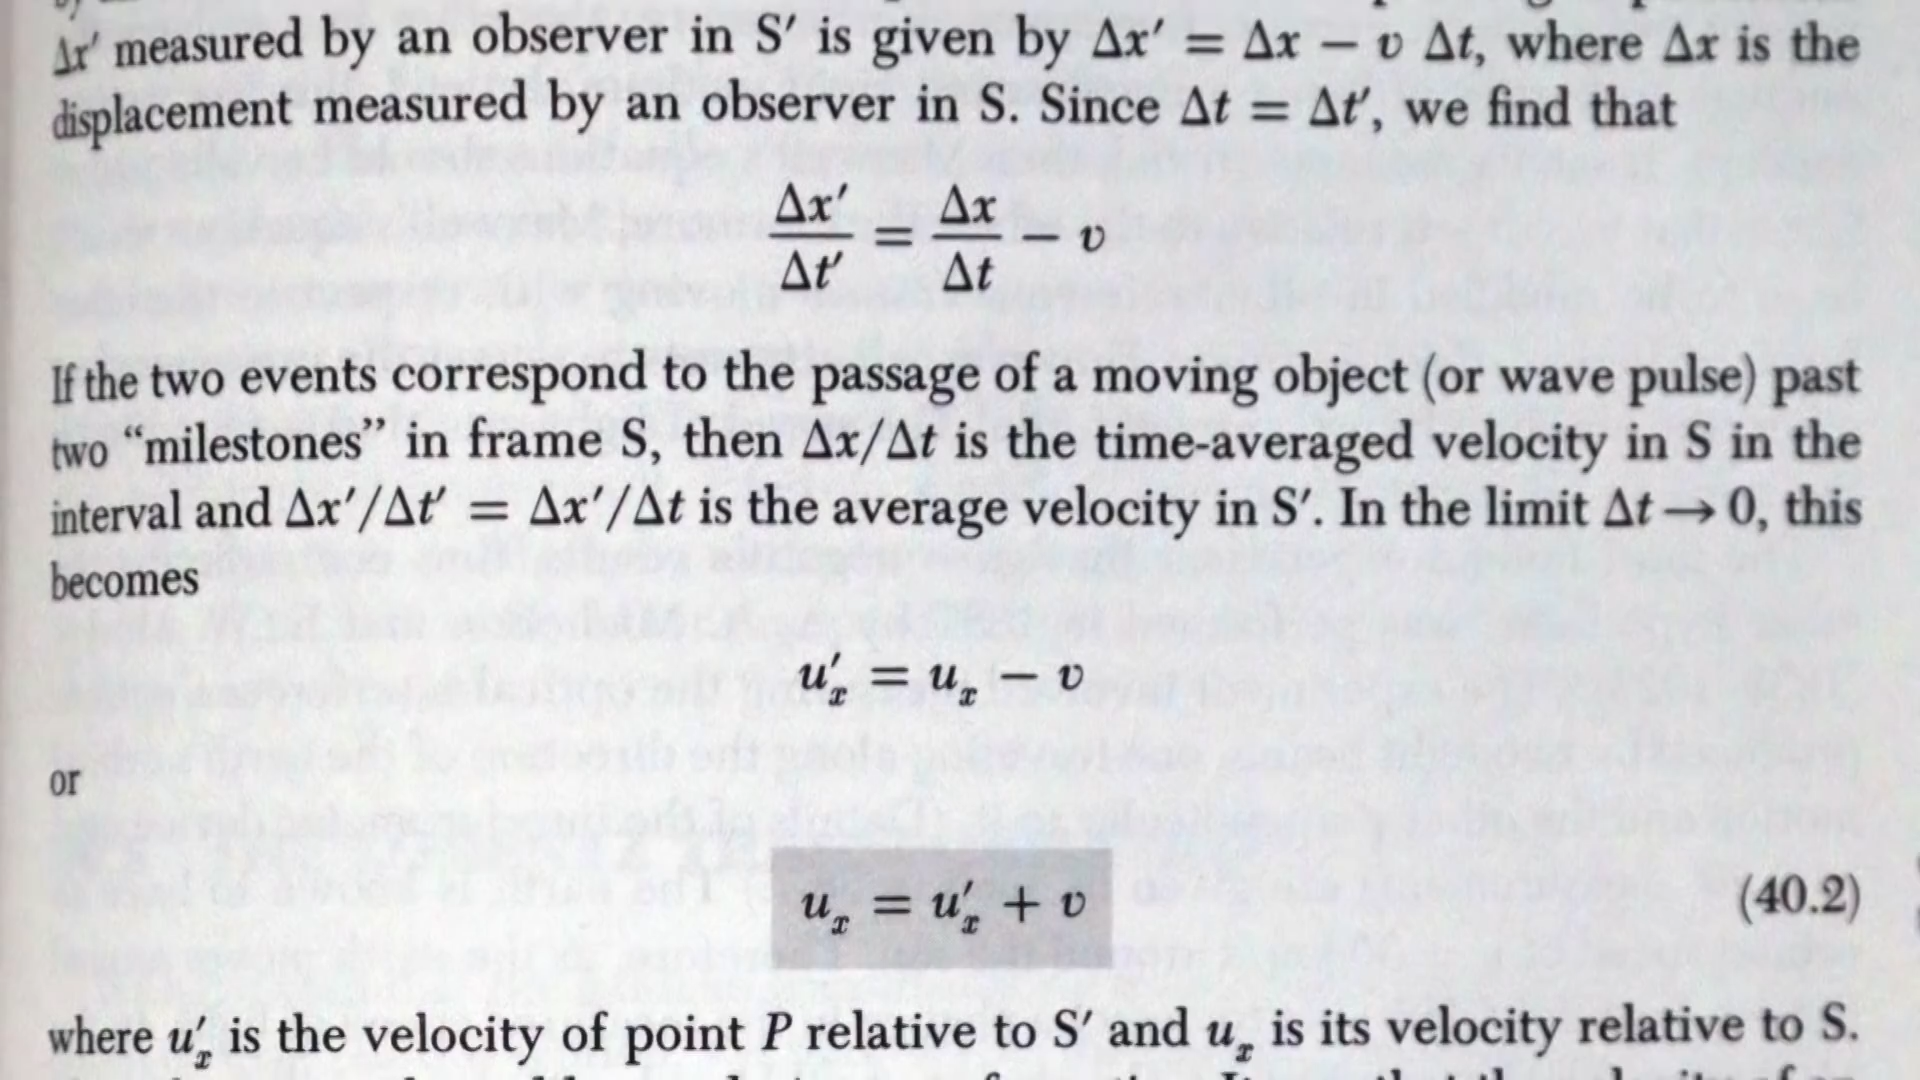 Δx′ measured by an observer in S′ is given by Δx′ = Δx − v Δt, where Δx is the
displacement measured by an observer in S. Since Δt = Δt′, we find that
Δx′/Δt′ = Δx/Δt − v
If the two events correspond to the passage of a moving object (or wave pulse) past
two “milestones” in frame S, then Δx/Δt is the time-averaged velocity in S in the
interval and Δx′/Δt′ = Δx′/Δt is the average velocity in S′. In the limit Δt → 0, this
becomes
u′ₓ = uₓ − v
or
uₓ = u′ₓ + v (40.2)
where u′ₓ is the velocity of point P relative to S′ and uₓ is its velocity relative to S.